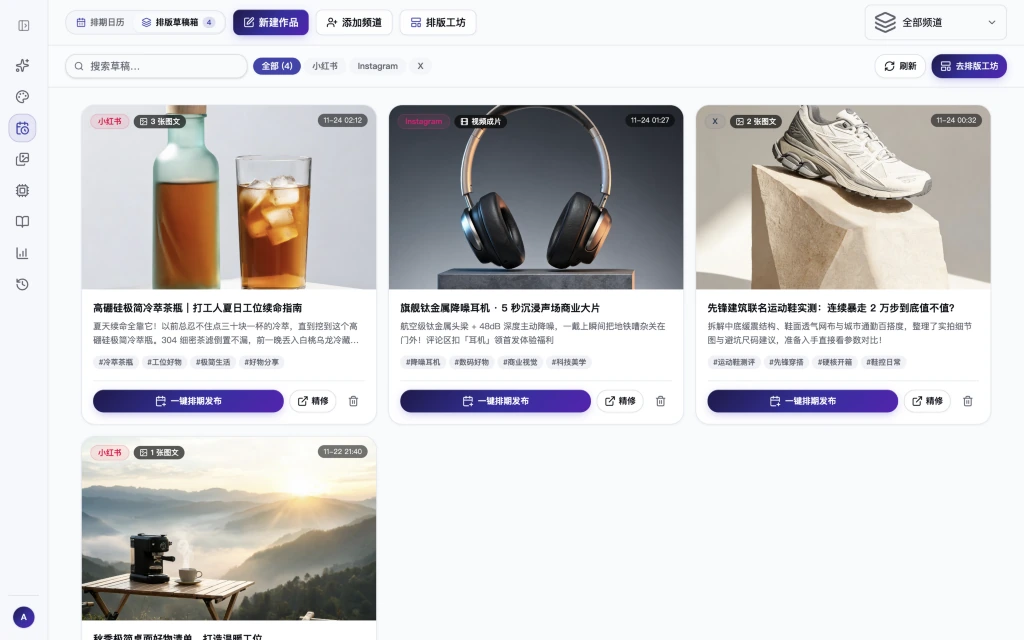 排期日历
排版草稿箱 4
新建作品
添加频道
排版工坊
全部频道
搜索草稿...
全部 (4)
小红书
Instagram
X
刷新
去排版工坊
小红书
3 张图文
11-24 02:12
高硼硅极简冷萃茶瓶｜打工人夏日工位续命指南
夏天续命全靠它！以前总忍不住点三十块一杯的冷萃，直到挖到这个高
硼硅极简冷萃瓶。304 细密茶滤倒置不漏，前一晚丢入白桃乌龙冷藏...
#冷萃茶瓶
#工位好物
#极简生活
#好物分享
一键排期发布
精修
Instagram
视频成片
11-24 01:27
旗舰钛金属降噪耳机 · 5 秒沉浸声场商业大片
航空级钛金属头梁 + 48dB 深度主动降噪，一戴上瞬间把地铁嘈杂关在
门外！评论区扣「耳机」领首发体验福利
#降噪耳机
#数码好物
#商业视觉
#科技美学
一键排期发布
精修
X
2 张图文
11-24 00:32
先锋建筑联名运动鞋实测：连续暴走 2 万步到底值不值?
拆解中底缓震结构、鞋面透气网布与城市通勤百搭度，整理了实拍细节
图与避坑尺码建议，准备入手直接看参数对比！
#运动鞋测评
#先锋穿搭
#硬核开箱
#鞋控日常
一键排期发布
精修
小红书
1 张图文
11-22 21:40
秋季极简桌面好物清单，打造温暖工位
A